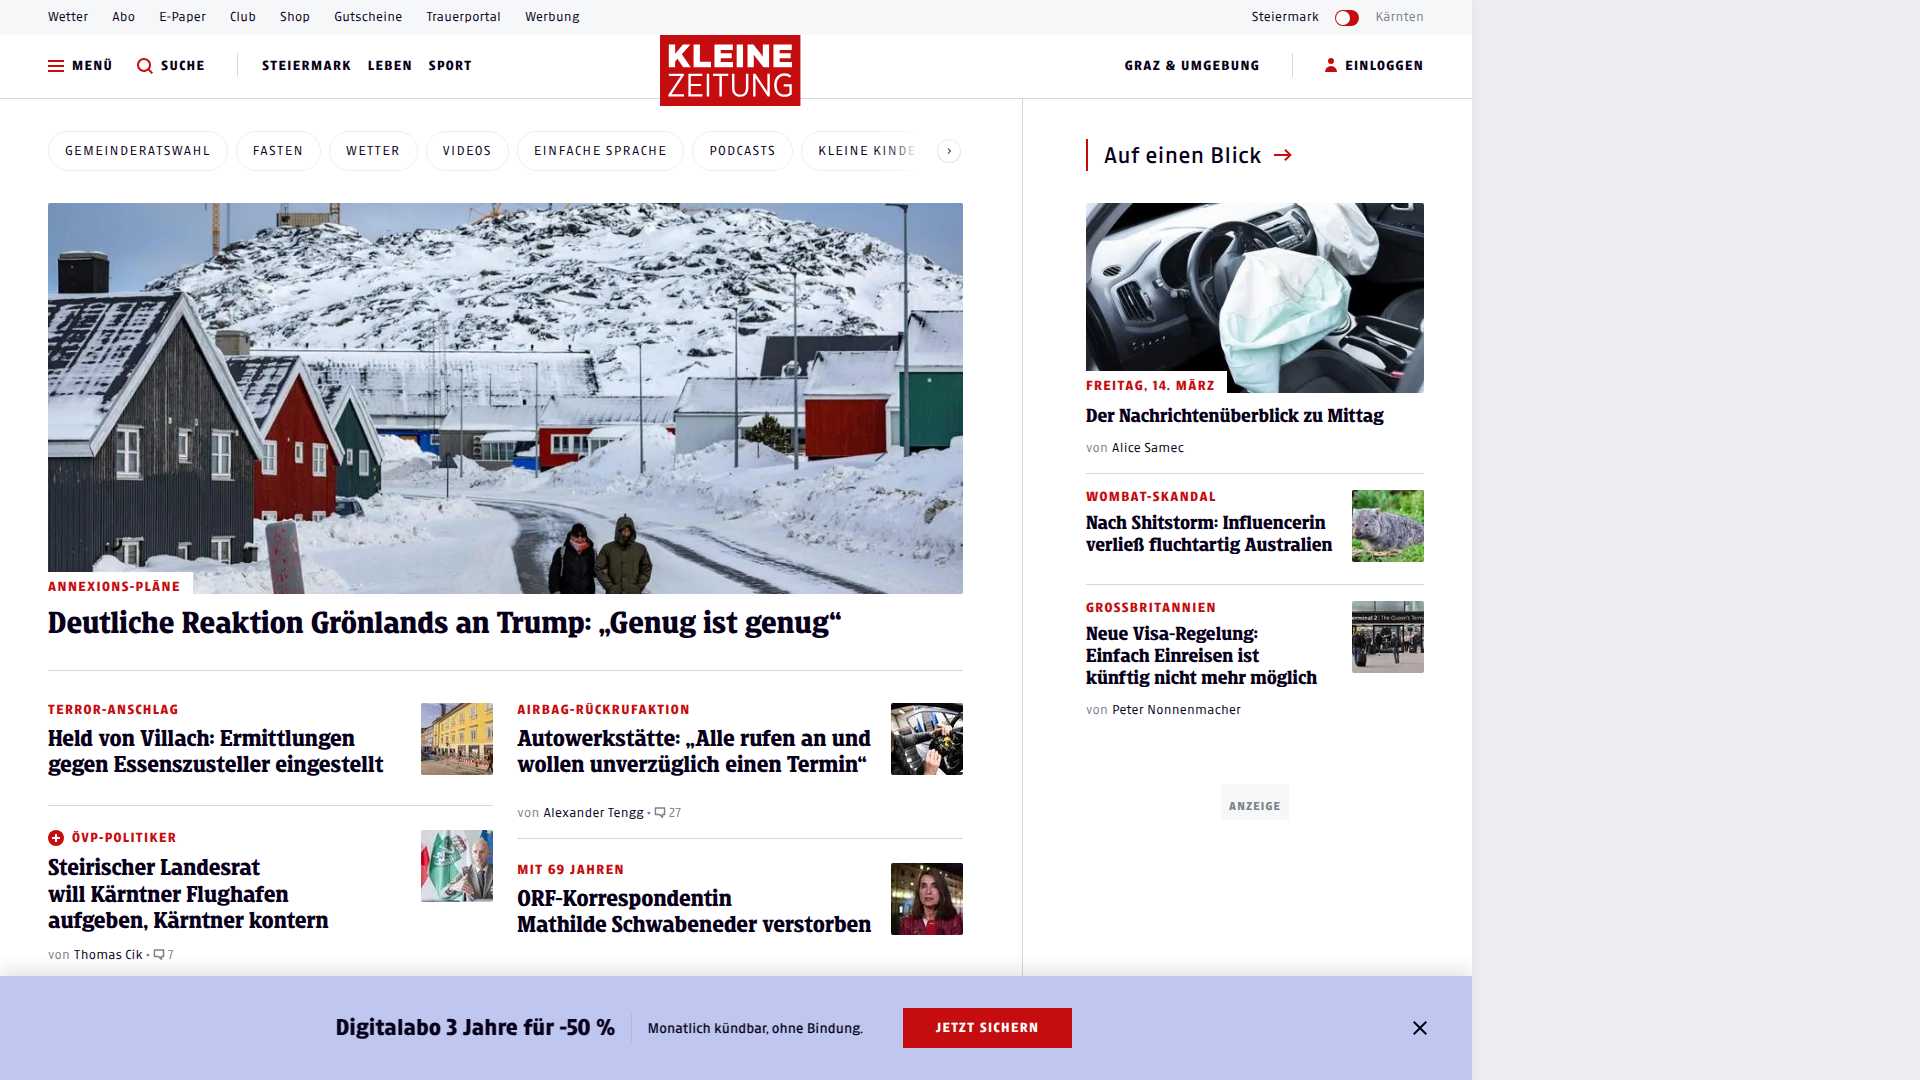 Wetter Abo E-Paper Club Shop Gutscheine Trauerportal Werbung
Steiermark Kärnten
MENÜ SUCHE STEIERMARK LEBEN SPORT
KLEINE
ZEITUNG
GRAZ & UMGEBUNG EINLOGGEN
GEMEINDERATSWAHL FASTEN WETTER VIDEOS EINFACHE SPRACHE PODCASTS KLEINE KINDE
ANNEXIONS-PLÄNE
Deutliche Reaktion Grönlands an Trump: „Genug ist genug“
TERROR-ANSCHLAG
Held von Villach: Ermittlungen
gegen Essenszusteller eingestellt
ÖVP-POLITIKER
Steirischer Landesrat
will Kärntner Flughafen
aufgeben, Kärntner kontern
von Thomas Cik • 7
AIRBAG-RÜCKRUFAKTION
Autowerkstätte: „Alle rufen an und
wollen unverzüglich einen Termin“
von Alexander Tengg • 27
MIT 69 JAHREN
ORF-Korrespondentin
Mathilde Schwabeneder verstorben
Auf einen Blick →
FREITAG, 14. MÄRZ
Der Nachrichtenüberblick zu Mittag
von Alice Samec
WOMBAT-SKANDAL
Nach Shitstorm: Influencerin
verließ fluchtartig Australien
GROSSBRITANNIEN
Neue Visa-Regelung:
Einfach Einreisen ist
künftig nicht mehr möglich
von Peter Nonnenmacher
Terminal 2 The Queen's
ANZEIGE
Digitalabo 3 Jahre für -50 % Monatlich kündbar, ohne Bindung. JETZT SICHERN